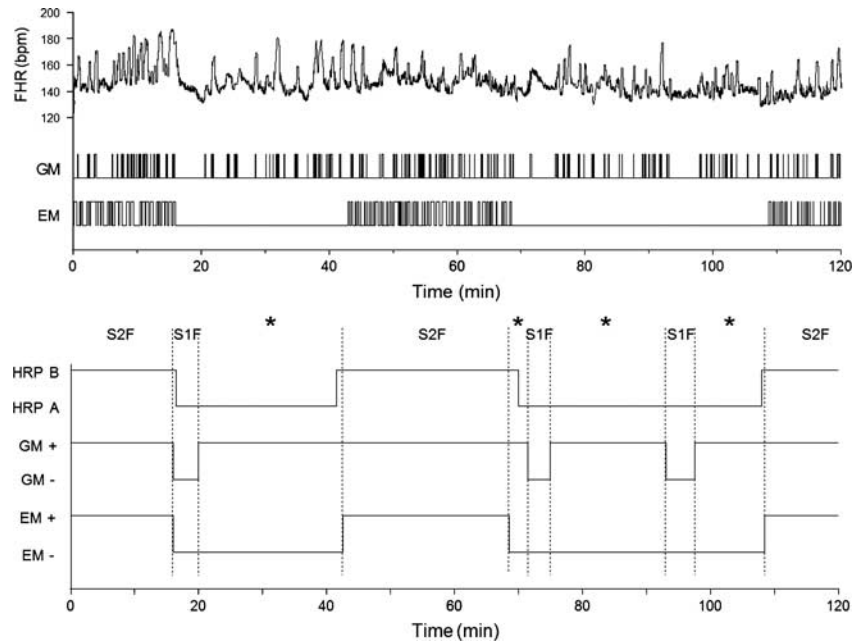 200
180
160
140
120
FHR (bpm)
GM
EM
0 20 40 60 80 100 120
Time (min)
* * * *
S2F S1F S2F S1F S1F S2F
HRP B
HRP A
GM +
GM -
EM +
EM -
0 20 40 60 80 100 120
Time (min)